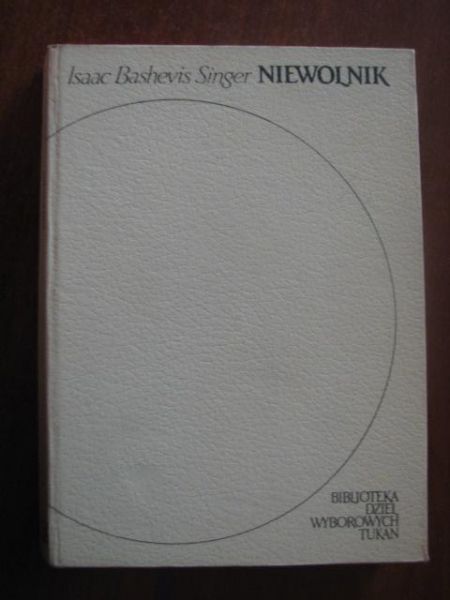 Isaac Bashevis Singer NIEWOLNIK
BIBLIOTEKA
DZIEŁ
WYBOROWYCH
TUKAN